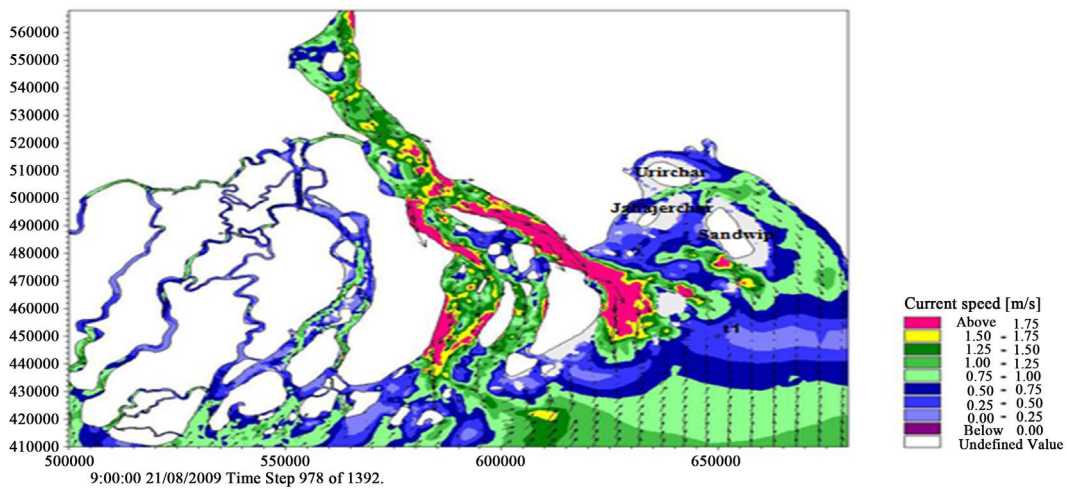 560000
550000
540000
530000
520000
510000
500000
490000
480000
470000
460000
450000
440000
430000
420000
410000
500000 550000 600000 650000
Urirchar
Jahajerchar
Sandwip
t1
9:00:00 21/08/2009 Time Step 978 of 1392.
Current speed [m/s]
Above 1.75
1.50 - 1.75
1.25 - 1.50
1.00 - 1.25
0.75 - 1.00
0.50 - 0.75
0.25 - 0.50
0.00 - 0.25
Below 0.00
Undefined Value